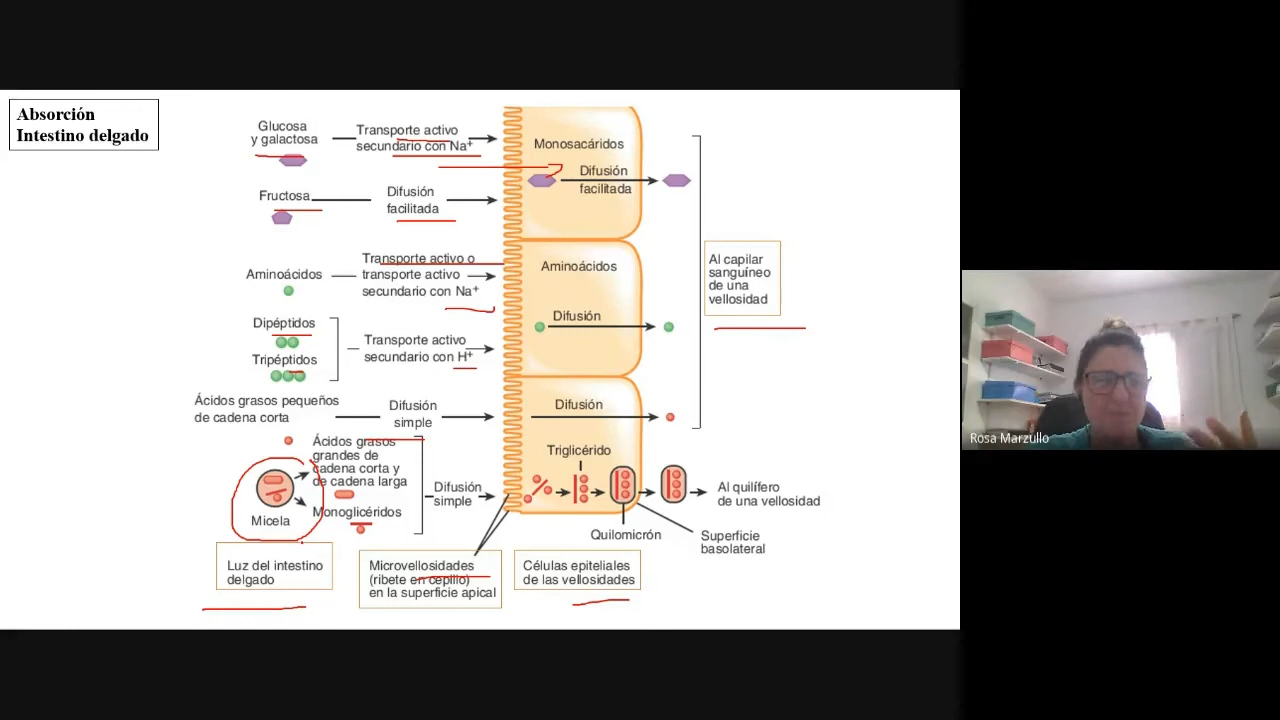 Absorción
Intestino delgado
Glucosa
y galactosa
Transporte activo
secundario con Na⁺
Monosacáridos
Difusión
facilitada
Fructosa
Difusión
facilitada
Al capilar
sanguíneo
de una
vellosidad
Aminoácidos
Transporte activo o
transporte activo
secundario con Na⁺
Aminoácidos
Difusión
Dipéptidos
Tripéptidos
Transporte activo
secundario con H⁺
Ácidos grasos pequeños
de cadena corta
Difusión
simple
Difusión
Ácidos grasos
grandes de
cadena corta y
de cadena larga
Monoglicéridos
Micela
Difusión
simple
Triglicérido
Al quilífero
de una vellosidad
Quilomicrón
Superficie
basolateral
Luz del intestino
delgado
Microvellosidades
(ribete en cepillo)
en la superficie apical
Células epiteliales
de las vellosidades
Rosa Marzullo